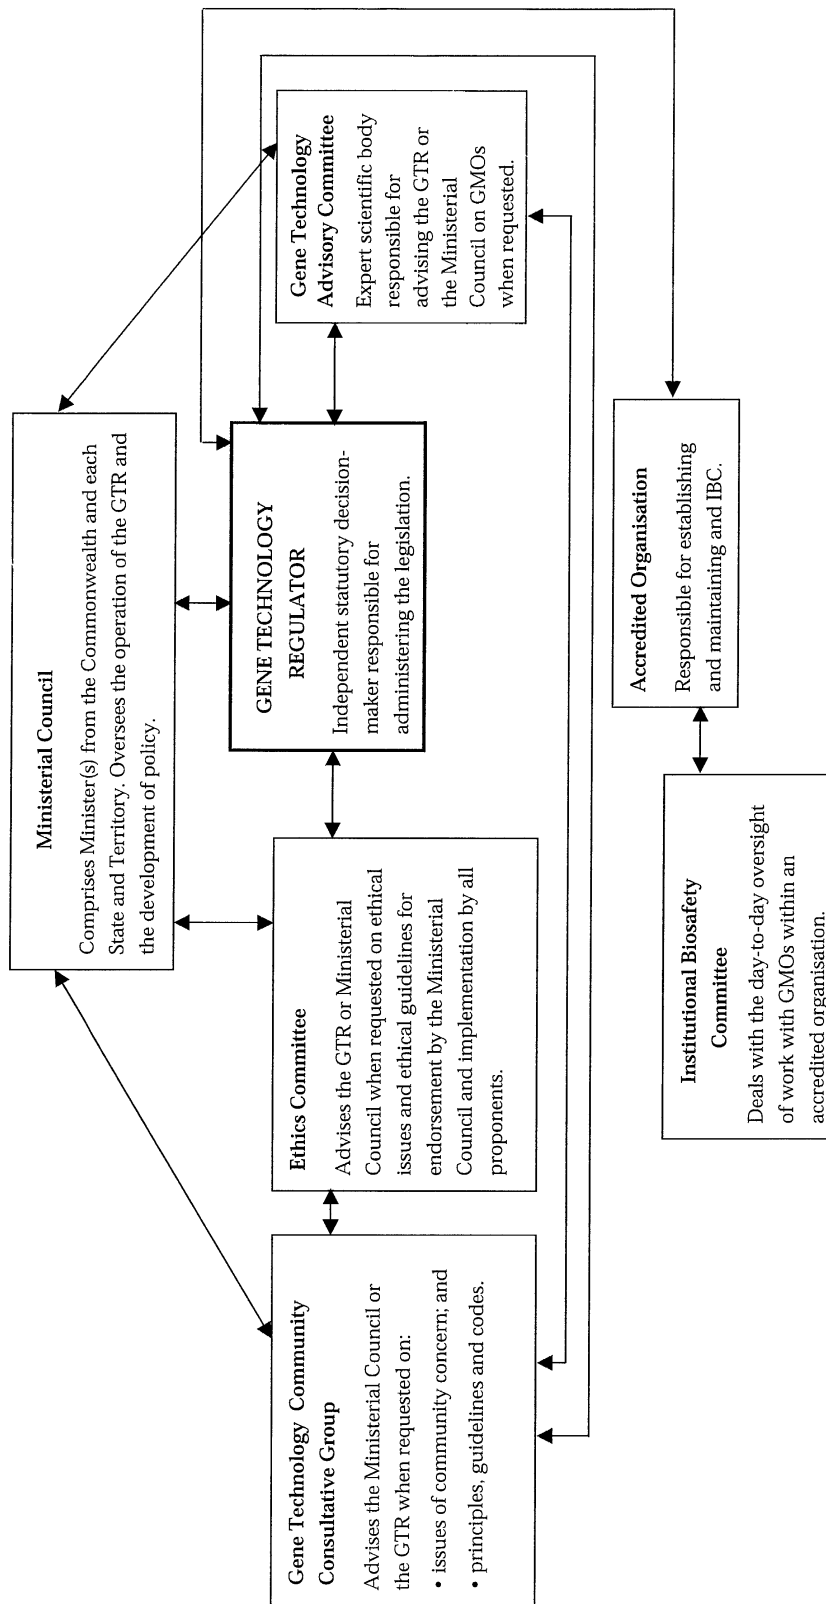 Ministerial Council
Comprises Minister(s) from the Commonwealth and each
State and Territory. Oversees the operation of the GTR and
the development of policy.
Gene Technology Community
Consultative Group
Advises the Ministerial Council or
the GTR when requested on:
• issues of community concern; and
• principles, guidelines and codes.
Ethics Committee
Advises the GTR or Ministerial
Council when requested on ethical
issues and ethical guidelines for
endorsement by the Ministerial
Council and implementation by all
proponents.
GENE TECHNOLOGY
REGULATOR
Independent statutory decision-
maker responsible for
administering the legislation.
Gene Technology
Advisory Committee
Expert scientific body
responsible for
advising the GTR or
the Ministerial
Council on GMOs
when requested.
Institutional Biosafety
Committee
Deals with the day-to-day oversight
of work with GMOs within an
accredited organisation.
Accredited Organisation
Responsible for establishing
and maintaining and IBC.